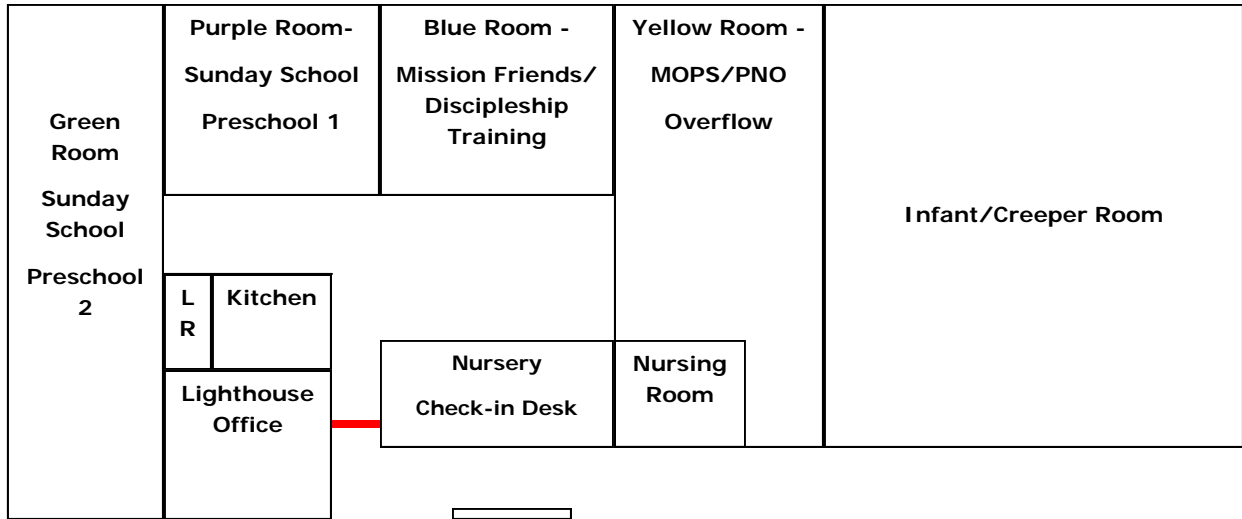 Green
Room
Sunday
School
Preschool
2
Purple Room-
Sunday School
Preschool 1
Blue Room -
Mission Friends/
Discipleship
Training
Yellow Room -
MOPS/PNO
Overflow
Infant/Creeper Room
L
R
Kitchen
Lighthouse
Office
Nursery
Check-in Desk
Nursing
Room